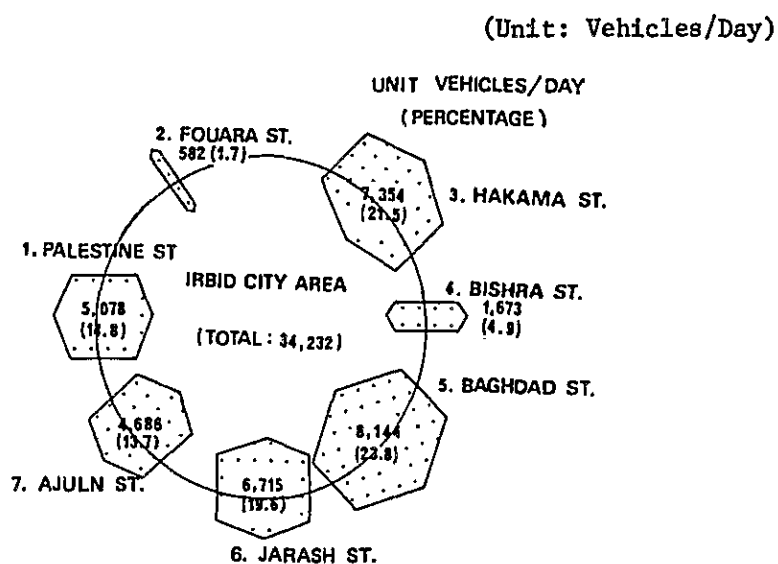 (Unit: Vehicles/Day)
UNIT VEHICLES/DAY
(PERCENTAGE)
2. FOUARA ST.
582 (1.7)
7,354
(21.5)
3. HAKAMA ST.
1. PALESTINE ST
5,078
(14.8)
IRBID CITY AREA
(TOTAL: 34,232)
4. BISHRA ST.
1,673
(4.9)
5. BAGHDAD ST.
8,144
(23.8)
4,686
(13.7)
7. AJULN ST.
6,715
(19.6)
6. JARASH ST.